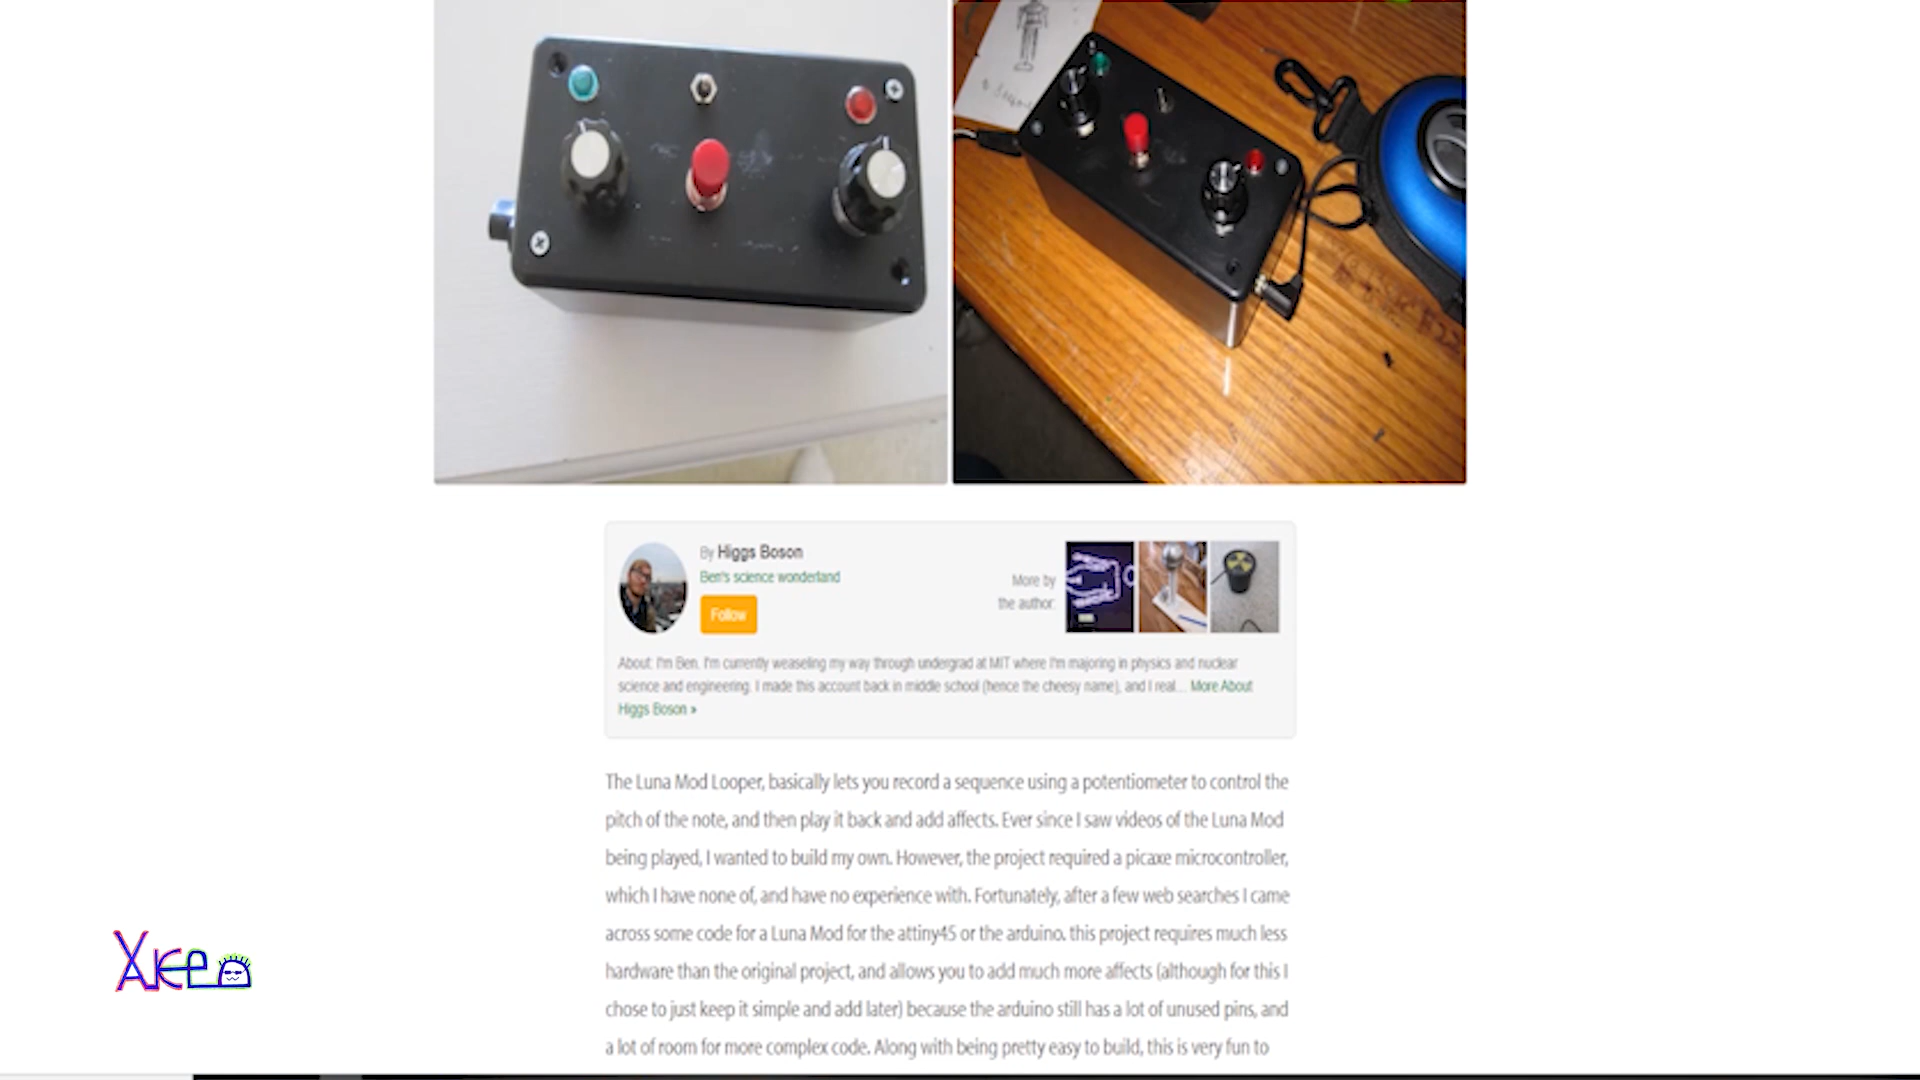 By Higgs Boson
Ben's science wonderland
Follow
More by
the author:
About: I'm Ben. I'm currently weaseling my way through undergrad at MIT where I'm majoring in physics and nuclear
science and engineering. I made this account back in middle school (hence the cheesy name), and I real... More About
Higgs Boson »
The Luna Mod Looper, basically lets you record a sequence using a potentiometer to control the
pitch of the note, and then play it back and add affects. Ever since I saw videos of the Luna Mod
being played, I wanted to build my own. However, the project required a picaxe microcontroller,
which I have none of, and have no experience with. Fortunately, after a few web searches I came
across some code for a Luna Mod for the attiny45 or the arduino. this project requires much less
hardware than the original project, and allows you to add much more affects (although for this I
chose to just keep it simple and add later) because the arduino still has a lot of unused pins, and
a lot of room for more complex code. Along with being pretty easy to build, this is very fun to